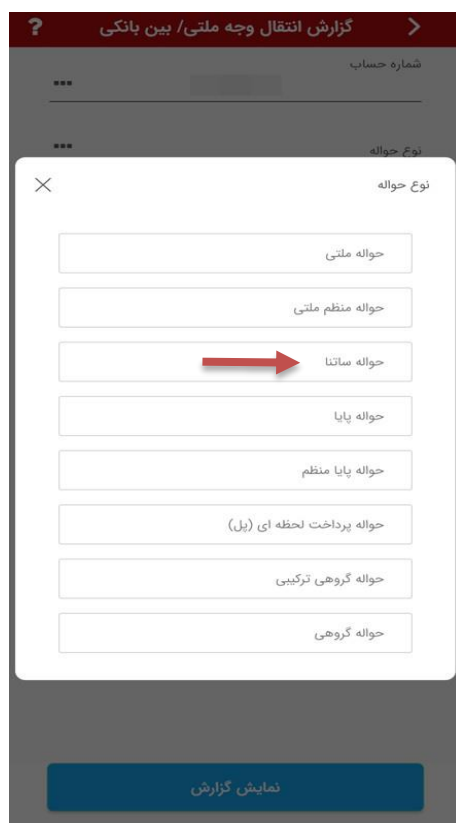 گزارش انتقال وجه ملتی/ بین بانکی
?
شماره حساب
...
نوع حواله
...
نوع حواله
حواله ملتی
حواله منظم ملتی
حواله ساتنا
حواله پایا
حواله پایا منظم
حواله پرداخت لحظه ای (پل)
حواله گروهی ترکیبی
حواله گروهی
نمایش گزارش